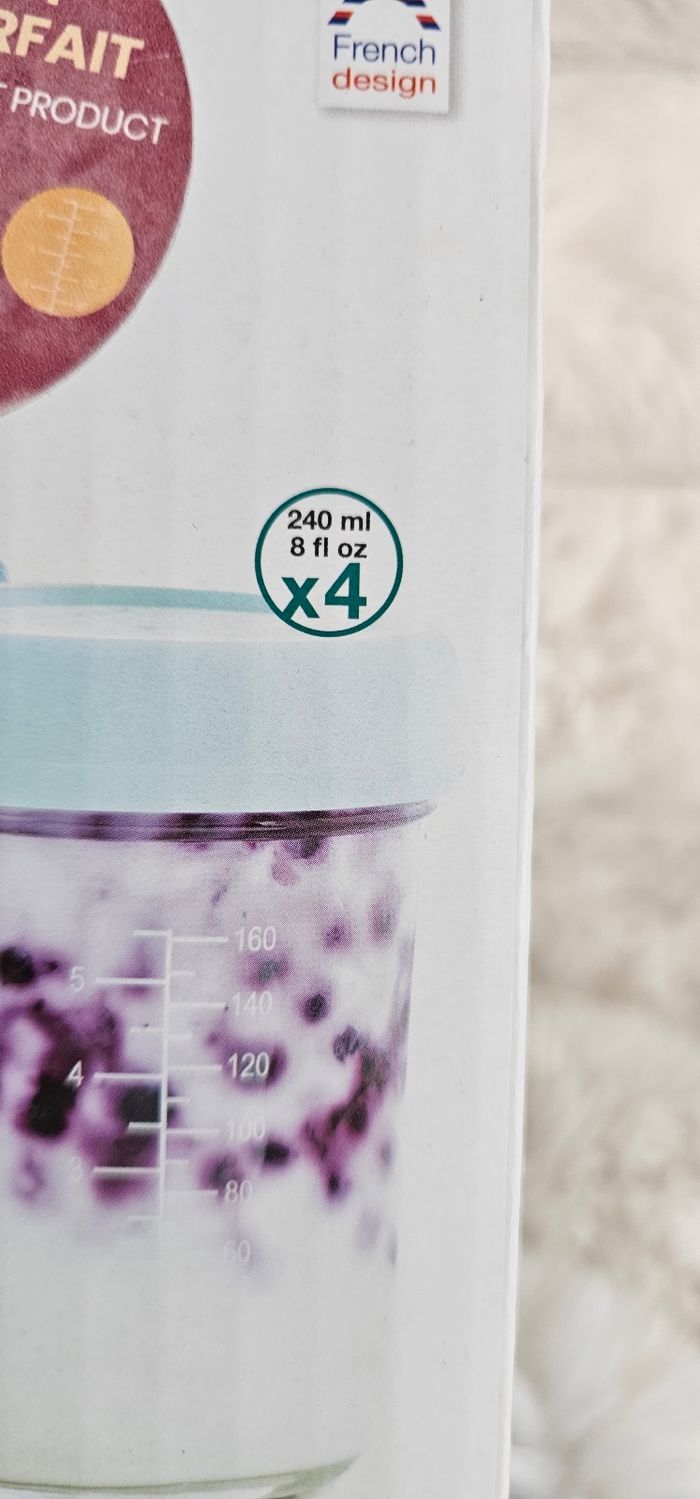 RFAIT
PRODUCT
French
design
240 ml
8 fl oz
x4
160
5
140
120
4
100
3
80
60